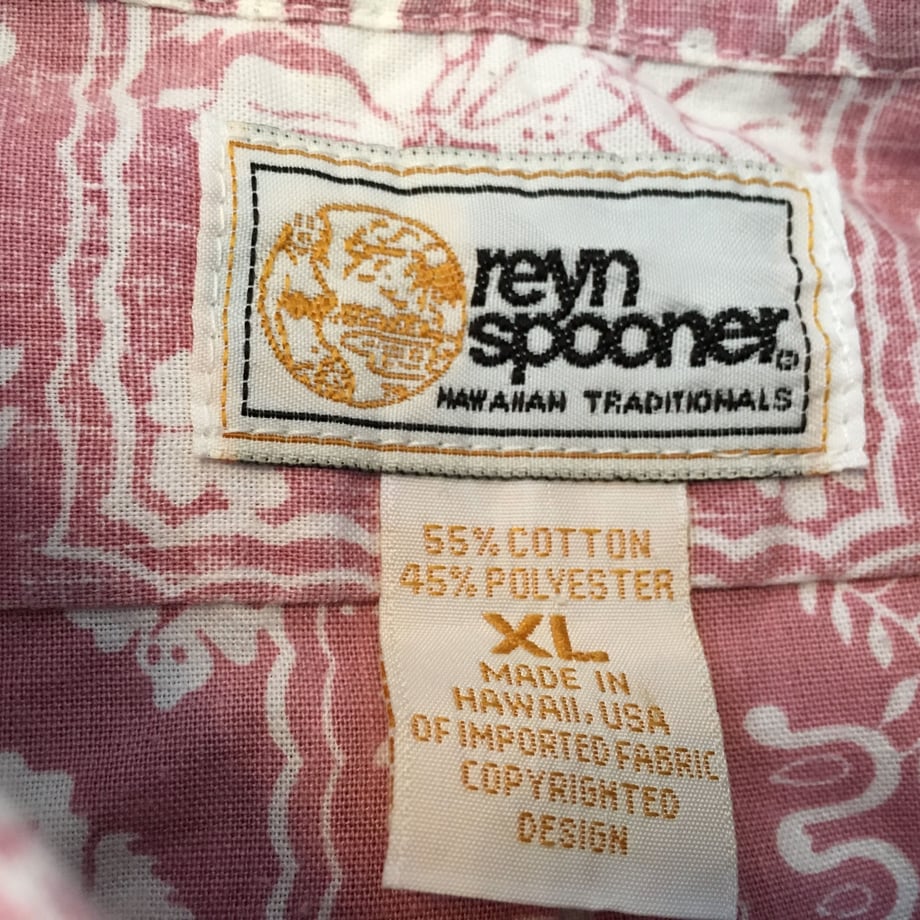 reyn
spooner®
HAWAIIAN TRADITIONALS
55% COTTON
45% POLYESTER
XL
MADE IN
HAWAII, USA
OF IMPORTED FABRIC
COPYRIGHTED
DESIGN